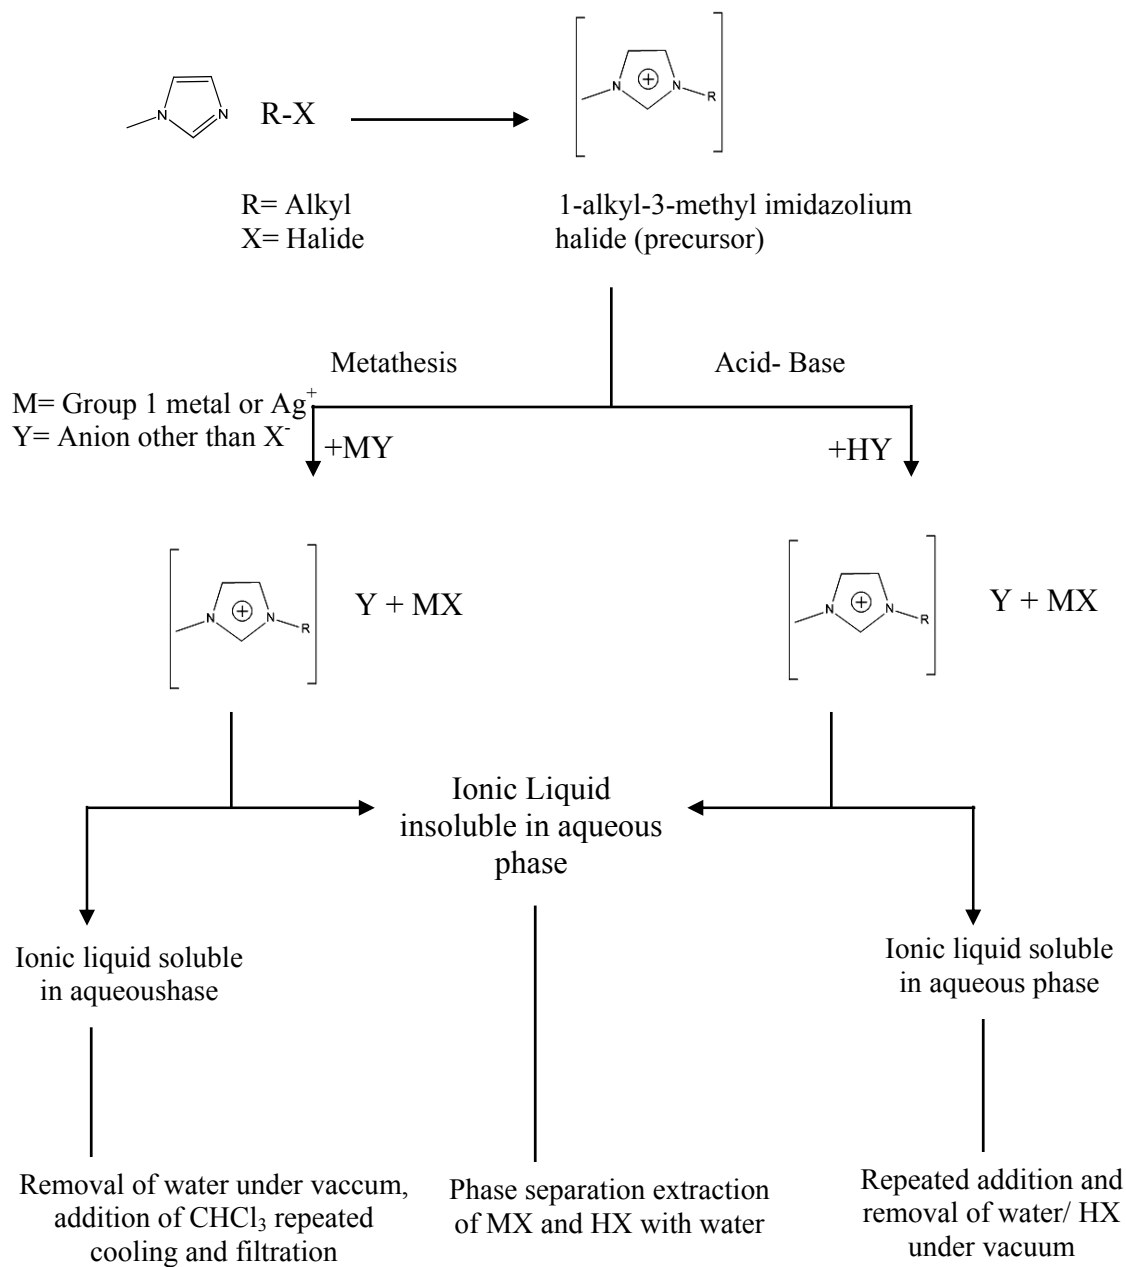 N
N
R-X
N
⊕
N
R
R= Alkyl
X= Halide
1-alkyl-3-methyl imidazolium
halide (precursor)
Metathesis
Acid- Base
M= Group 1 metal or Ag⁺
Y= Anion other than X⁻
+MY
+HY
N
⊕
N
R
Y + MX
N
⊕
N
R
Y + MX
Ionic Liquid
insoluble in aqueous
phase
Ionic liquid soluble
in aqueoushase
Ionic liquid soluble
in aqueous phase
Removal of water under vaccum,
addition of CHCl₃ repeated
cooling and filtration
Phase separation extraction
of MX and HX with water
Repeated addition and
removal of water/ HX
under vacuum